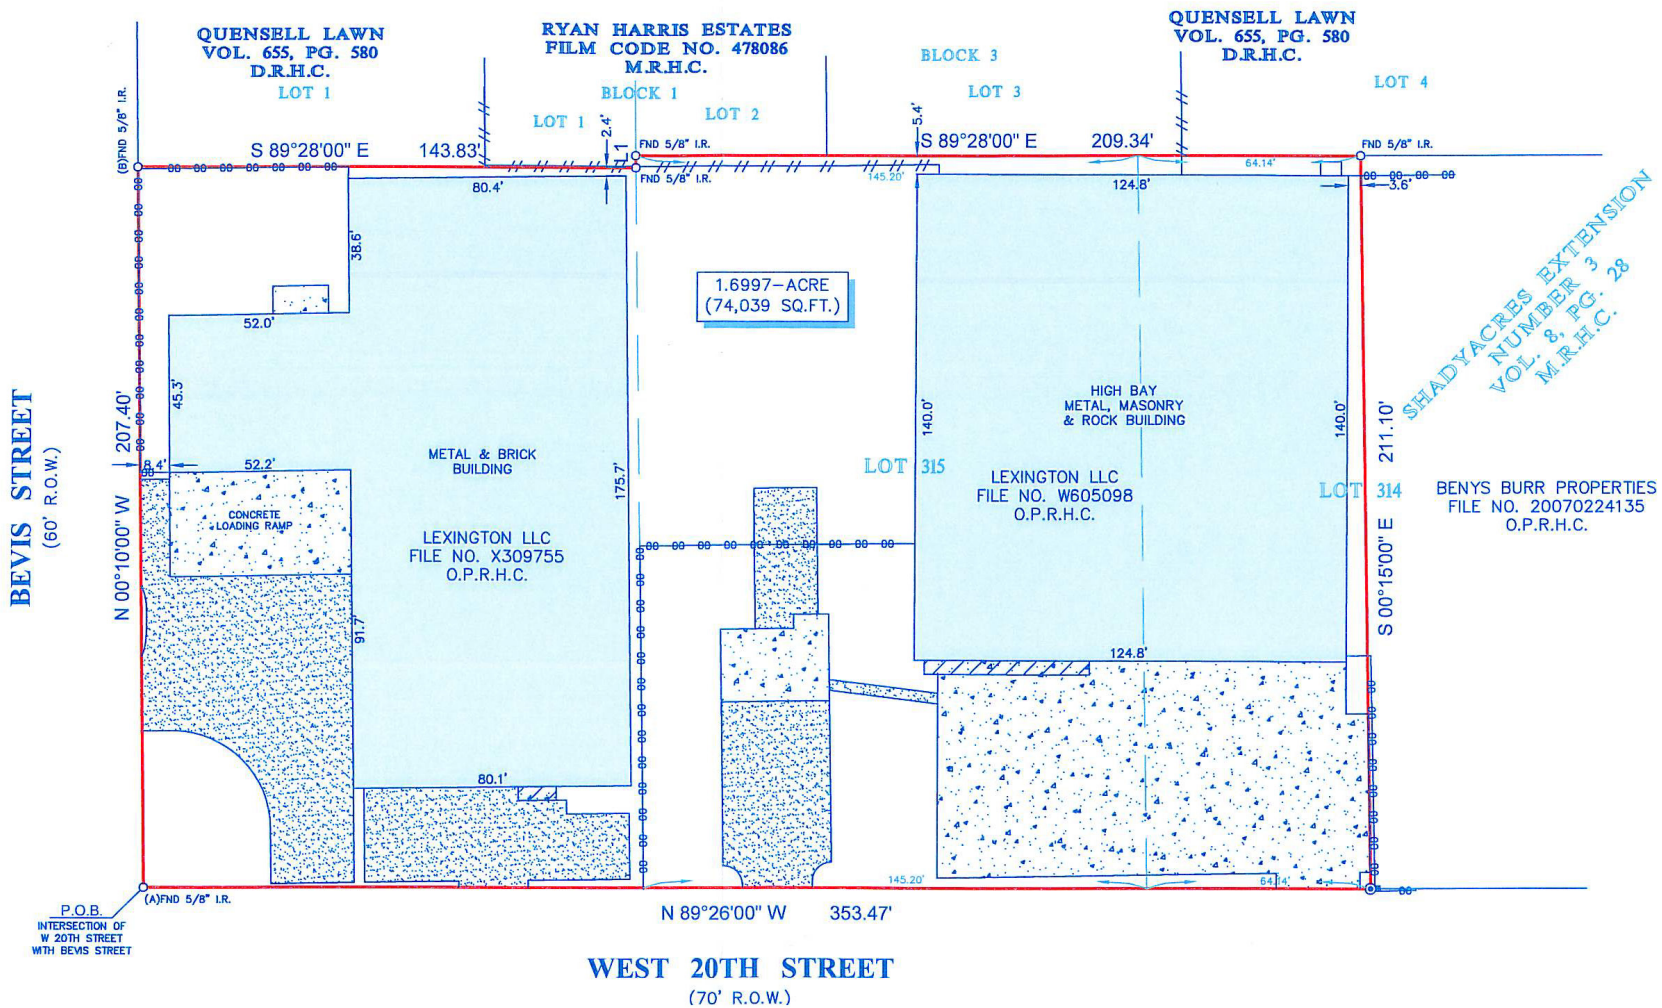 QUENSELL LAWN
VOL. 655, PG. 580
D.R.H.C.
LOT 1
RYAN HARRIS ESTATES
FILM CODE NO. 478086
M.R.H.C.
BLOCK 1
LOT 1
LOT 2
BLOCK 3
LOT 3
QUENSELL LAWN
VOL. 655, PG. 580
D.R.H.C.
LOT 4
(B)FND 5/8" I.R.
S 89°28'00" E 143.83'
2.4'
1.1
FND 5/8" I.R.
FND 5/8" I.R.
5.4'
S 89°28'00" E 209.34'
FND 5/8" I.R.
145.20'
64.14'
3.6'
80.4'
124.8'
38.6'
1.6997-ACRE
(74,039 SQ.FT.)
52.0'
45.3'
SHADYACRES EXTENSION
NUMBER 3
VOL. 8, PG. 28
M.R.H.C.
HIGH BAY
METAL, MASONRY
& ROCK BUILDING
140.0'
140.0'
BEVIS STREET
(60' R.O.W.)
N 00°10'00" W 207.40'
8.4'
52.2'
METAL & BRICK
BUILDING
175.7'
LOT 315
LEXINGTON LLC
FILE NO. W605098
O.P.R.H.C.
LOT 314
S 00°15'00" E 211.10'
BENYS BURR PROPERTIES
FILE NO. 20070224135
O.P.R.H.C.
CONCRETE
LOADING RAMP
LEXINGTON LLC
FILE NO. X309755
O.P.R.H.C.
91.7'
124.8'
80.1'
145.20'
64.14'
(A)FND 5/8" I.R.
P.O.B.
INTERSECTION OF
W 20TH STREET
WITH BEVIS STREET
N 89°26'00" W 353.47'
WEST 20TH STREET
(70' R.O.W.)